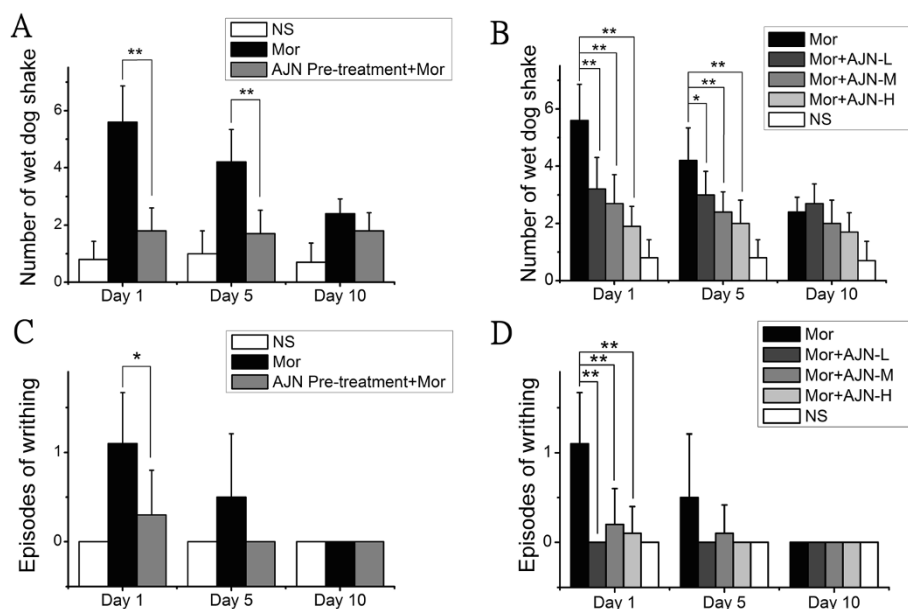 A
NS
Mor
AJN Pre-treatment+Mor
Number of wet dog shake
6
4
2
0
**
**
Day 1
Day 5
Day 10
B
Mor
Mor+AJN-L
Mor+AJN-M
Mor+AJN-H
NS
Number of wet dog shake
6
4
2
0
**
**
**
**
**
*
Day 1
Day 5
Day 10
C
NS
Mor
AJN Pre-treatment+Mor
Episodes of writhing
1
0
*
Day 1
Day 5
Day 10
D
Mor
Mor+AJN-L
Mor+AJN-M
Mor+AJN-H
NS
Episodes of writhing
1
0
**
**
**
Day 1
Day 5
Day 10